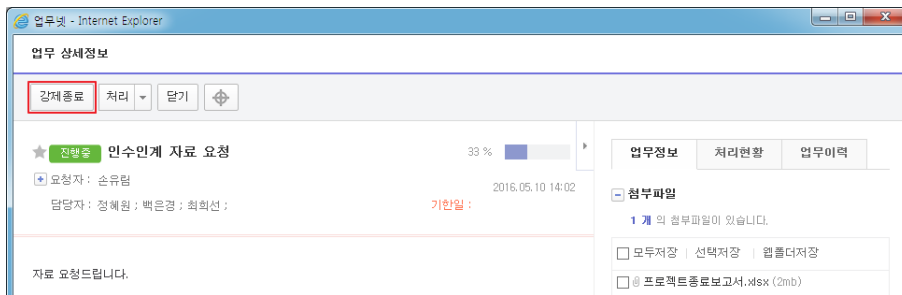 업무넷 - Internet Explorer
업무 상세정보
강제종료 처리 닫기
진행중 인수인계 자료 요청 33 %
요청자 : 손유림 2016.05.10 14:02
담당자 : 정혜원 ; 백은경 ; 최희선 ; 기한일 :
자료 요청드립니다.
업무정보 처리현황 업무이력
첨부파일
1 개 의 첨부파일이 있습니다.
모두저장 | 선택저장 | 웹폴더저장
프로젝트종료보고서.xlsx (2mb)